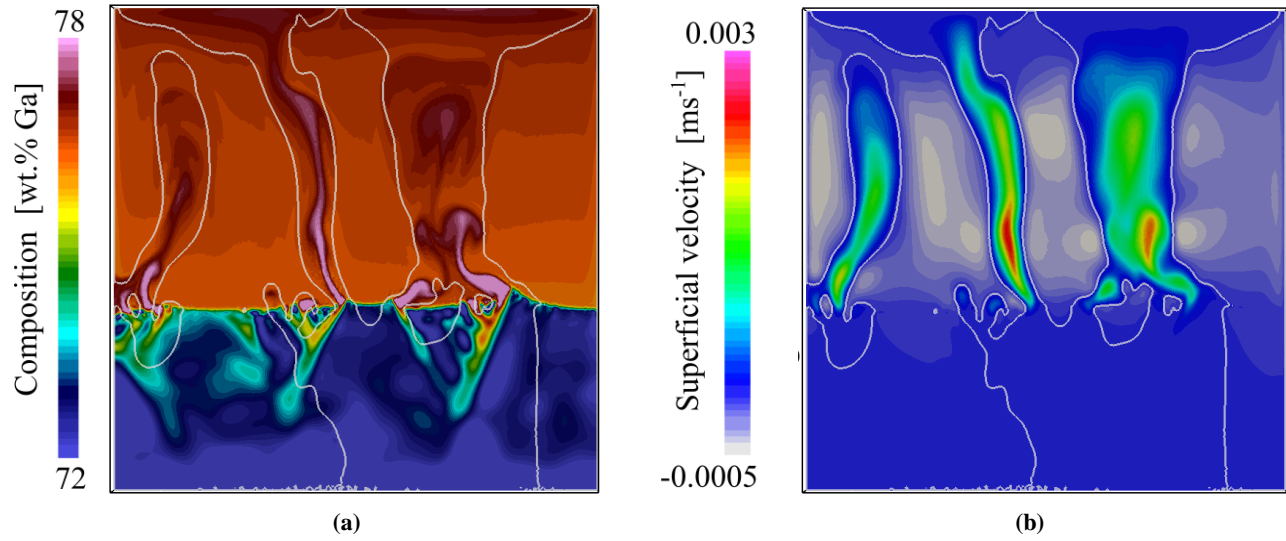 78
Composition [wt.% Ga]
72
0.003
Superficial velocity [ms-1]
-0.0005
(a)
(b)